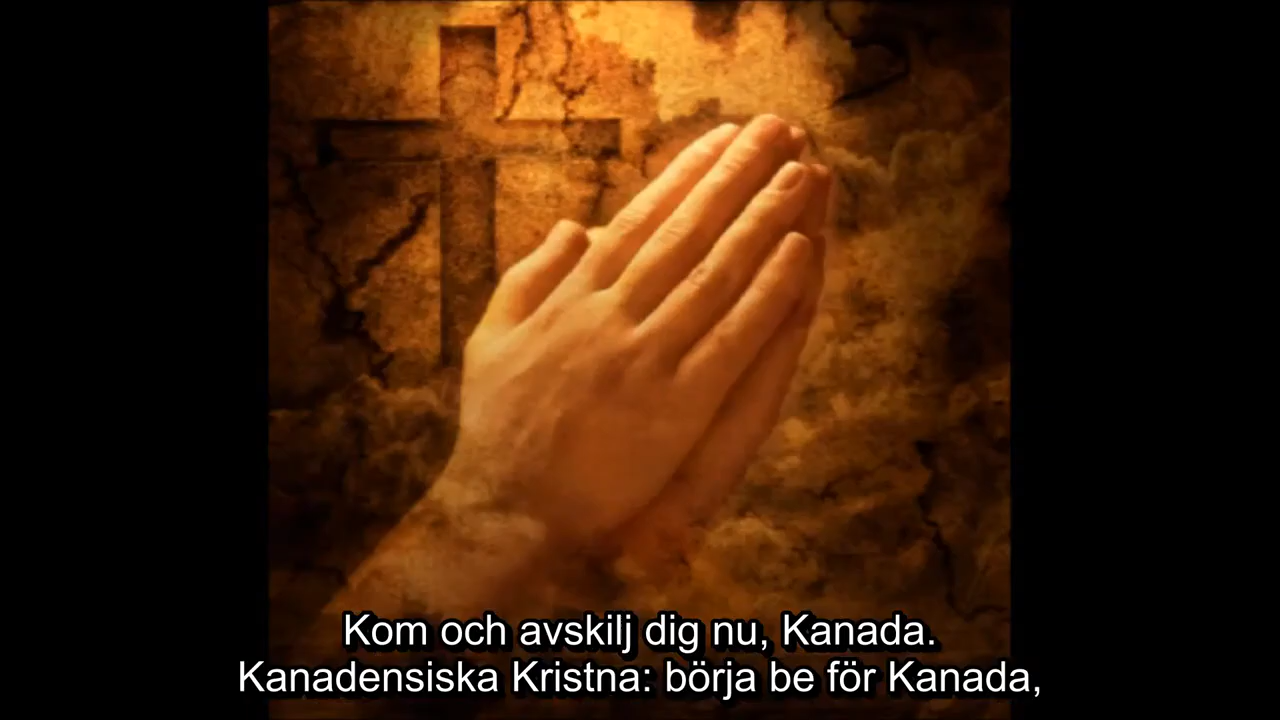 Kom och avskilj dig nu, Kanada.
Kanadensiska Kristna: börja be för Kanada,